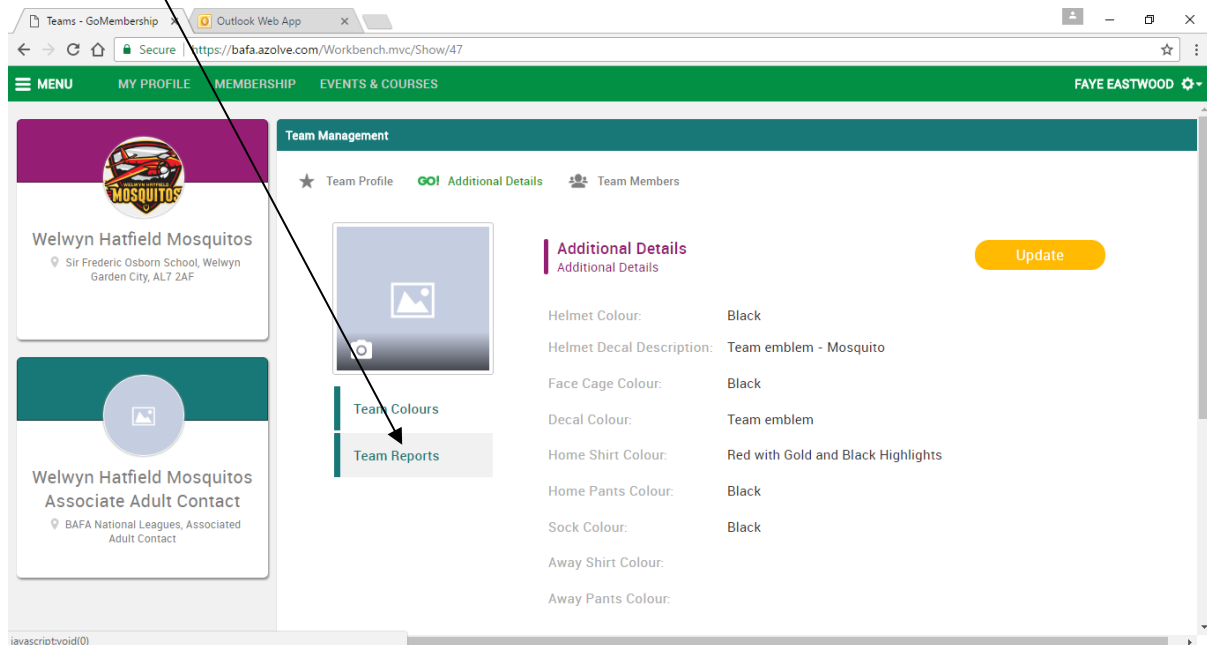 Teams - GoMembership
Outlook Web App
Secure https://bafa.azolve.com/Workbench.mvc/Show/47
MENU MY PROFILE MEMBERSHIP EVENTS & COURSES FAYE EASTWOOD
WELWYN HATFIELD
MOSQUITOS
Welwyn Hatfield Mosquitos
Sir Frederic Osborn School, Welwyn
Garden City, AL7 2AF
Welwyn Hatfield Mosquitos
Associate Adult Contact
BAFA National Leagues, Associated
Adult Contact
Team Management
Team Profile GO! Additional Details Team Members
Team Colours
Team Reports
Additional Details
Additional Details
Update
Helmet Colour: Black
Helmet Decal Description: Team emblem - Mosquito
Face Cage Colour: Black
Decal Colour: Team emblem
Home Shirt Colour: Red with Gold and Black Highlights
Home Pants Colour: Black
Sock Colour: Black
Away Shirt Colour:
Away Pants Colour:
javascript:void(0)